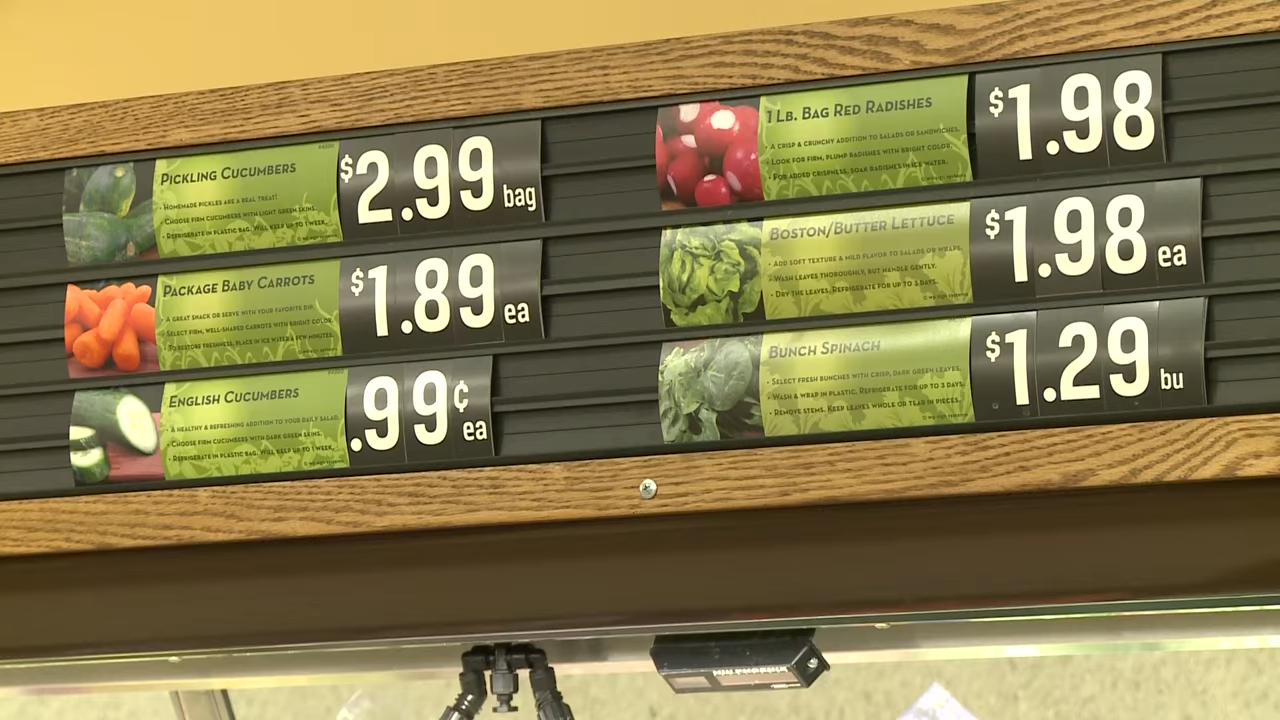 PICKLING CUCUMBERS
• HOMEMADE PICKLES ARE A REAL TREAT!
• CHOOSE FIRM CUCUMBERS WITH LIGHT GREEN SKINS.
• REFRIGERATE IN PLASTIC BAG. WILL KEEP UP TO 1 WEEK.
$2.99 bag
PACKAGE BABY CARROTS
• A GREAT SNACK OR SERVE WITH YOUR FAVORITE DIP.
• SELECT FIRM, WELL-SHAPED CARROTS WITH BRIGHT COLOR.
• TO RESTORE FRESHNESS, PLACE IN ICE WATER A FEW MINUTES.
$1.89 ea
ENGLISH CUCUMBERS
• A HEALTHY & REFRESHING ADDITION TO YOUR DAILY SALAD.
• CHOOSE FIRM CUCUMBERS WITH DARK GREEN SKINS.
• REFRIGERATE IN PLASTIC BAG. WILL KEEP UP TO 1 WEEK.
.99¢ ea
1 LB. BAG RED RADISHES
• A CRISP & CRUNCHY ADDITION TO SALADS OR SANDWICHES.
• LOOK FOR FIRM, PLUMP RADISHES WITH BRIGHT COLOR.
• FOR ADDED CRISPNESS, SOAK RADISHES IN ICE WATER.
$1.98
BOSTON/BUTTER LETTUCE
• ADD SOFT TEXTURE & MILD FLAVOR TO SALADS OR WRAPS.
• WASH LEAVES THOROUGHLY, BUT HANDLE GENTLY.
• DRY THE LEAVES. REFRIGERATE FOR UP TO 5 DAYS.
$1.98 ea
BUNCH SPINACH
• SELECT FRESH BUNCHES WITH CRISP, DARK GREEN LEAVES.
• WASH & WRAP IN PLASTIC. REFRIGERATE FOR UP TO 3 DAYS.
• REMOVE STEMS. KEEP LEAVES WHOLE OR TEAR IN PIECES.
$1.29 bu